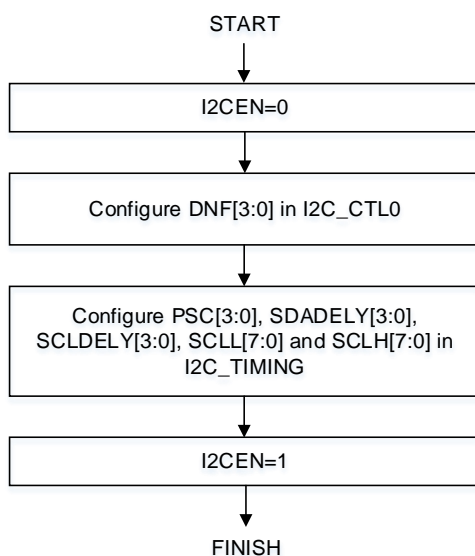 START
I2CEN=0
Configure DNF[3:0] in I2C_CTL0
Configure PSC[3:0], SDADELY[3:0],
SCLDELY[3:0], SCLL[7:0] and SCLH[7:0] in
I2C_TIMING
I2CEN=1
FINISH